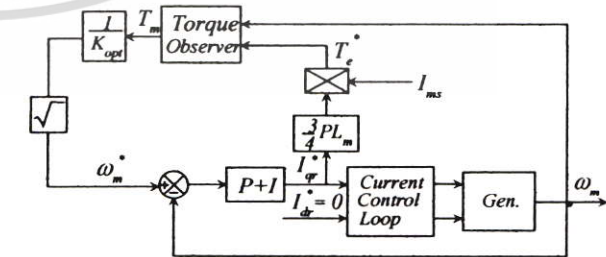 1
K_opt
T_m
Torque
Observer
T_e^*
I_ms
√
3
4
PL_m
ω_m^*
+
-
P+I
I_qr^*
I_dr^*=0
Current
Control
Loop
Gen.
ω_m